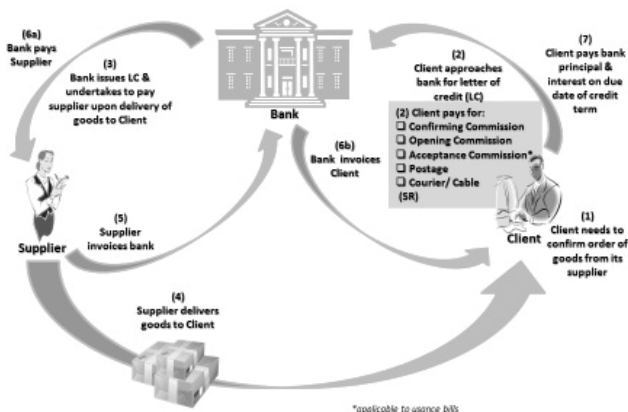 (6a)
Bank pays
Supplier
(3)
Bank issues LC &
undertakes to pay
supplier upon delivery of
goods to Client
Bank
(2)
Client approaches
bank for letter of
credit (LC)
(7)
Client pays bank
principal &
interest on due
date of credit
term
(2) Client pays for:
❑ Confirming Commission
❑ Opening Commission
❑ Acceptance Commission*
❑ Postage
❑ Courier/ Cable
(SR)
(6b)
Bank invoices
Client
(5)
Supplier
invoices bank
Supplier
Client
(1)
Client needs to
confirm order of
goods from its
supplier
(4)
Supplier delivers
goods to Client
*applicable to usance bills